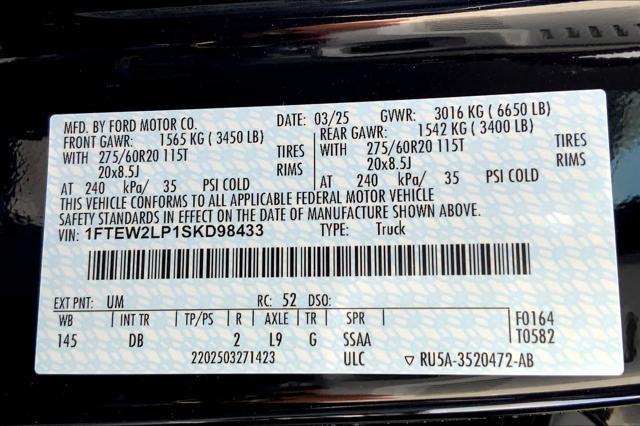 MFD. BY FORD MOTOR CO. DATE: 03/25 GVWR: 3016 KG ( 6650 LB)
FRONT GAWR: 1565 KG ( 3450 LB) REAR GAWR: 1542 KG ( 3400 LB)
WITH 275/60R20 115T TIRES WITH 275/60R20 115T TIRES
20x8.5J RIMS 20x8.5J RIMS
AT 240 kPa/ 35 PSI COLD AT 240 kPa/ 35 PSI COLD
THIS VEHICLE CONFORMS TO ALL APPLICABLE FEDERAL MOTOR VEHICLE
SAFETY STANDARDS IN EFFECT ON THE DATE OF MANUFACTURE SHOWN ABOVE.
VIN: 1FTEW2LP1SKD98433 TYPE: Truck
EXT PNT: UM RC: 52 DSO:
WB INT TR TP/PS R AXLE TR SPR F0164
145 DB 2 L9 G SSAA T0582
2202503271423 ULC ▽ RU5A-3520472-AB